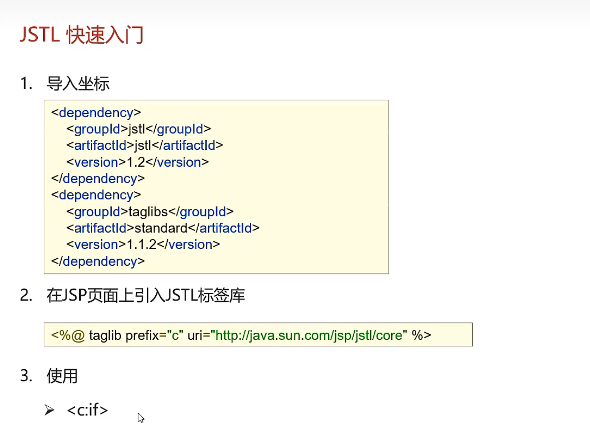 JSTL 快速入门
1. 导入坐标
<dependency>
<groupId>jstl</groupId>
<artifactId>jstl</artifactId>
<version>1.2</version>
</dependency>
<dependency>
<groupId>taglibs</groupId>
<artifactId>standard</artifactId>
<version>1.1.2</version>
</dependency>
2. 在JSP页面上引入JSTL标签库
<%@ taglib prefix="c" uri="http://java.sun.com/jsp/jstl/core" %>
3. 使用
➢ <c:if>